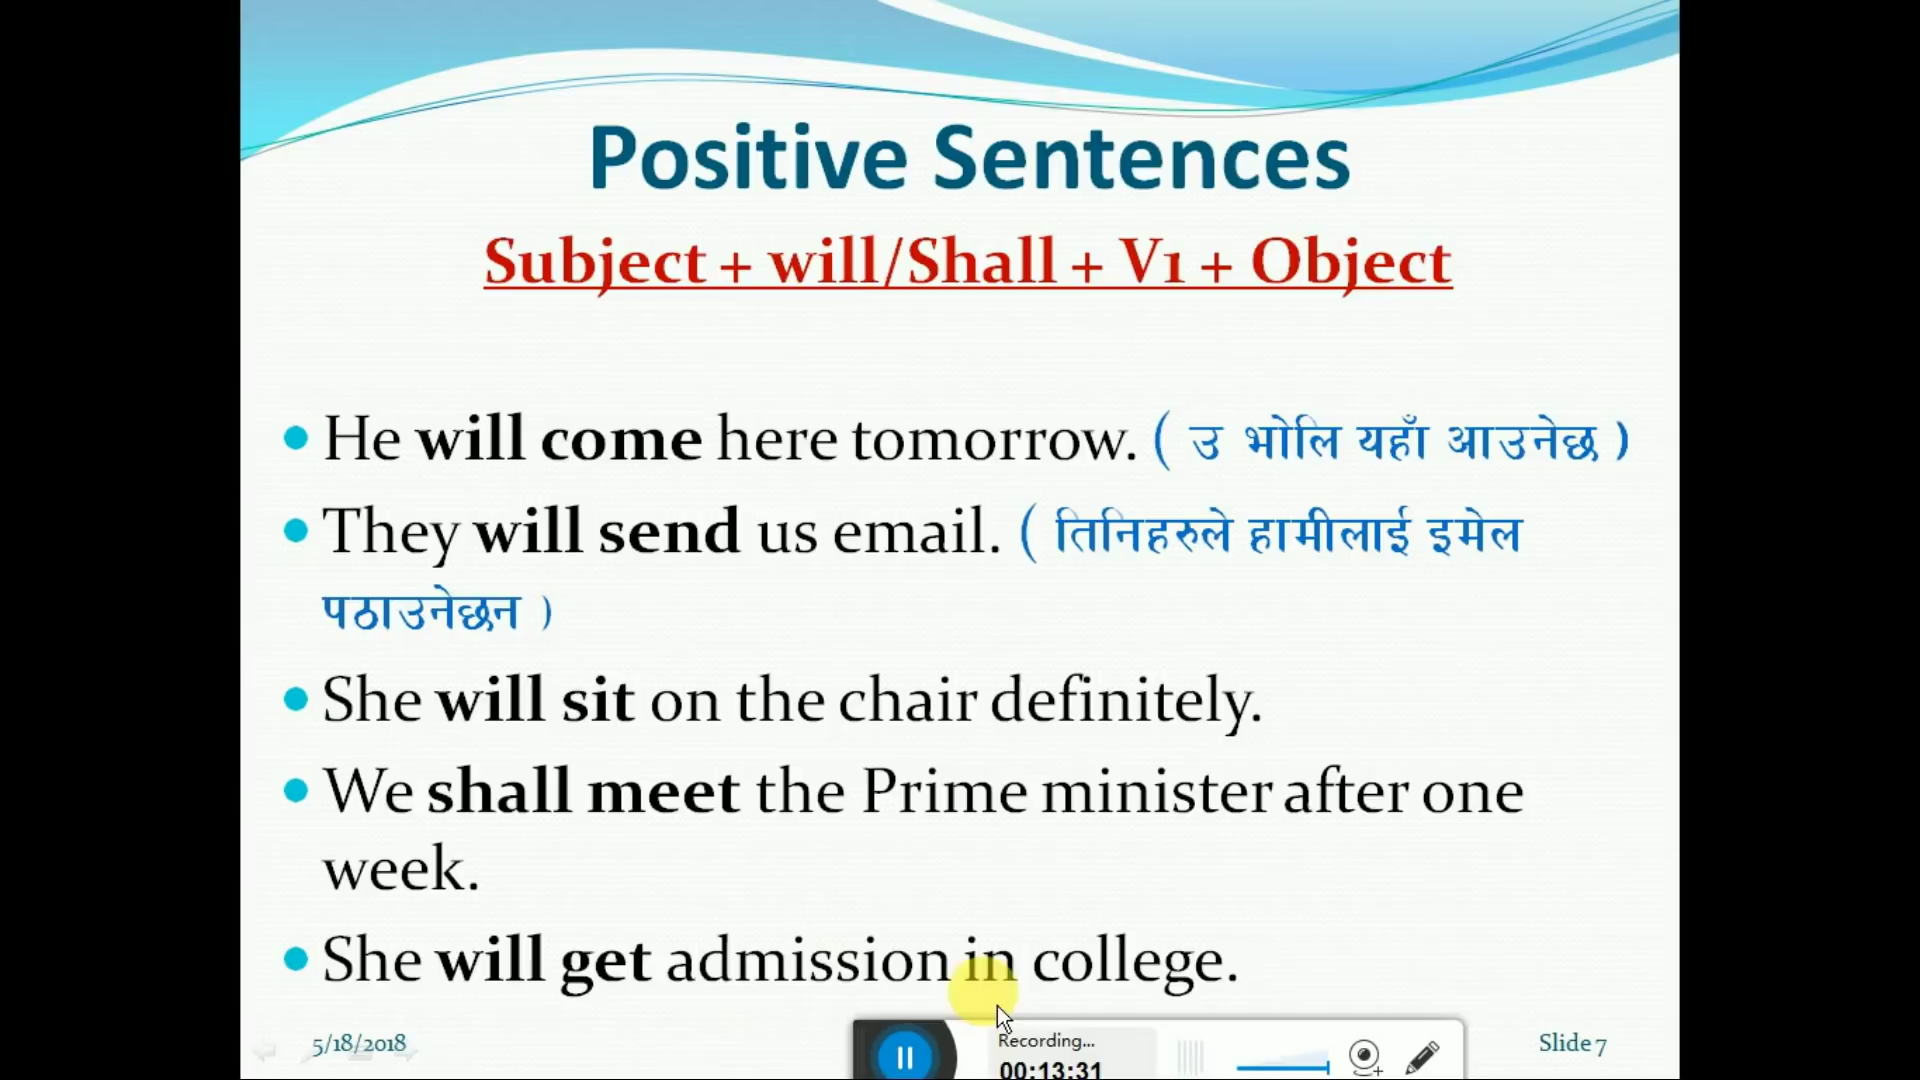 Positive Sentences
Subject + will/Shall + V1 + Object
He will come here tomorrow. ( उ भोलि यहाँ आउनेछ )
They will send us email. ( तिनिहरुले हामीलाई इमेल
पठाउनेछन )
She will sit on the chair definitely.
We shall meet the Prime minister after one
week.
She will get admission in college.
5/18/2018
Recording...
00:13:31
Slide 7